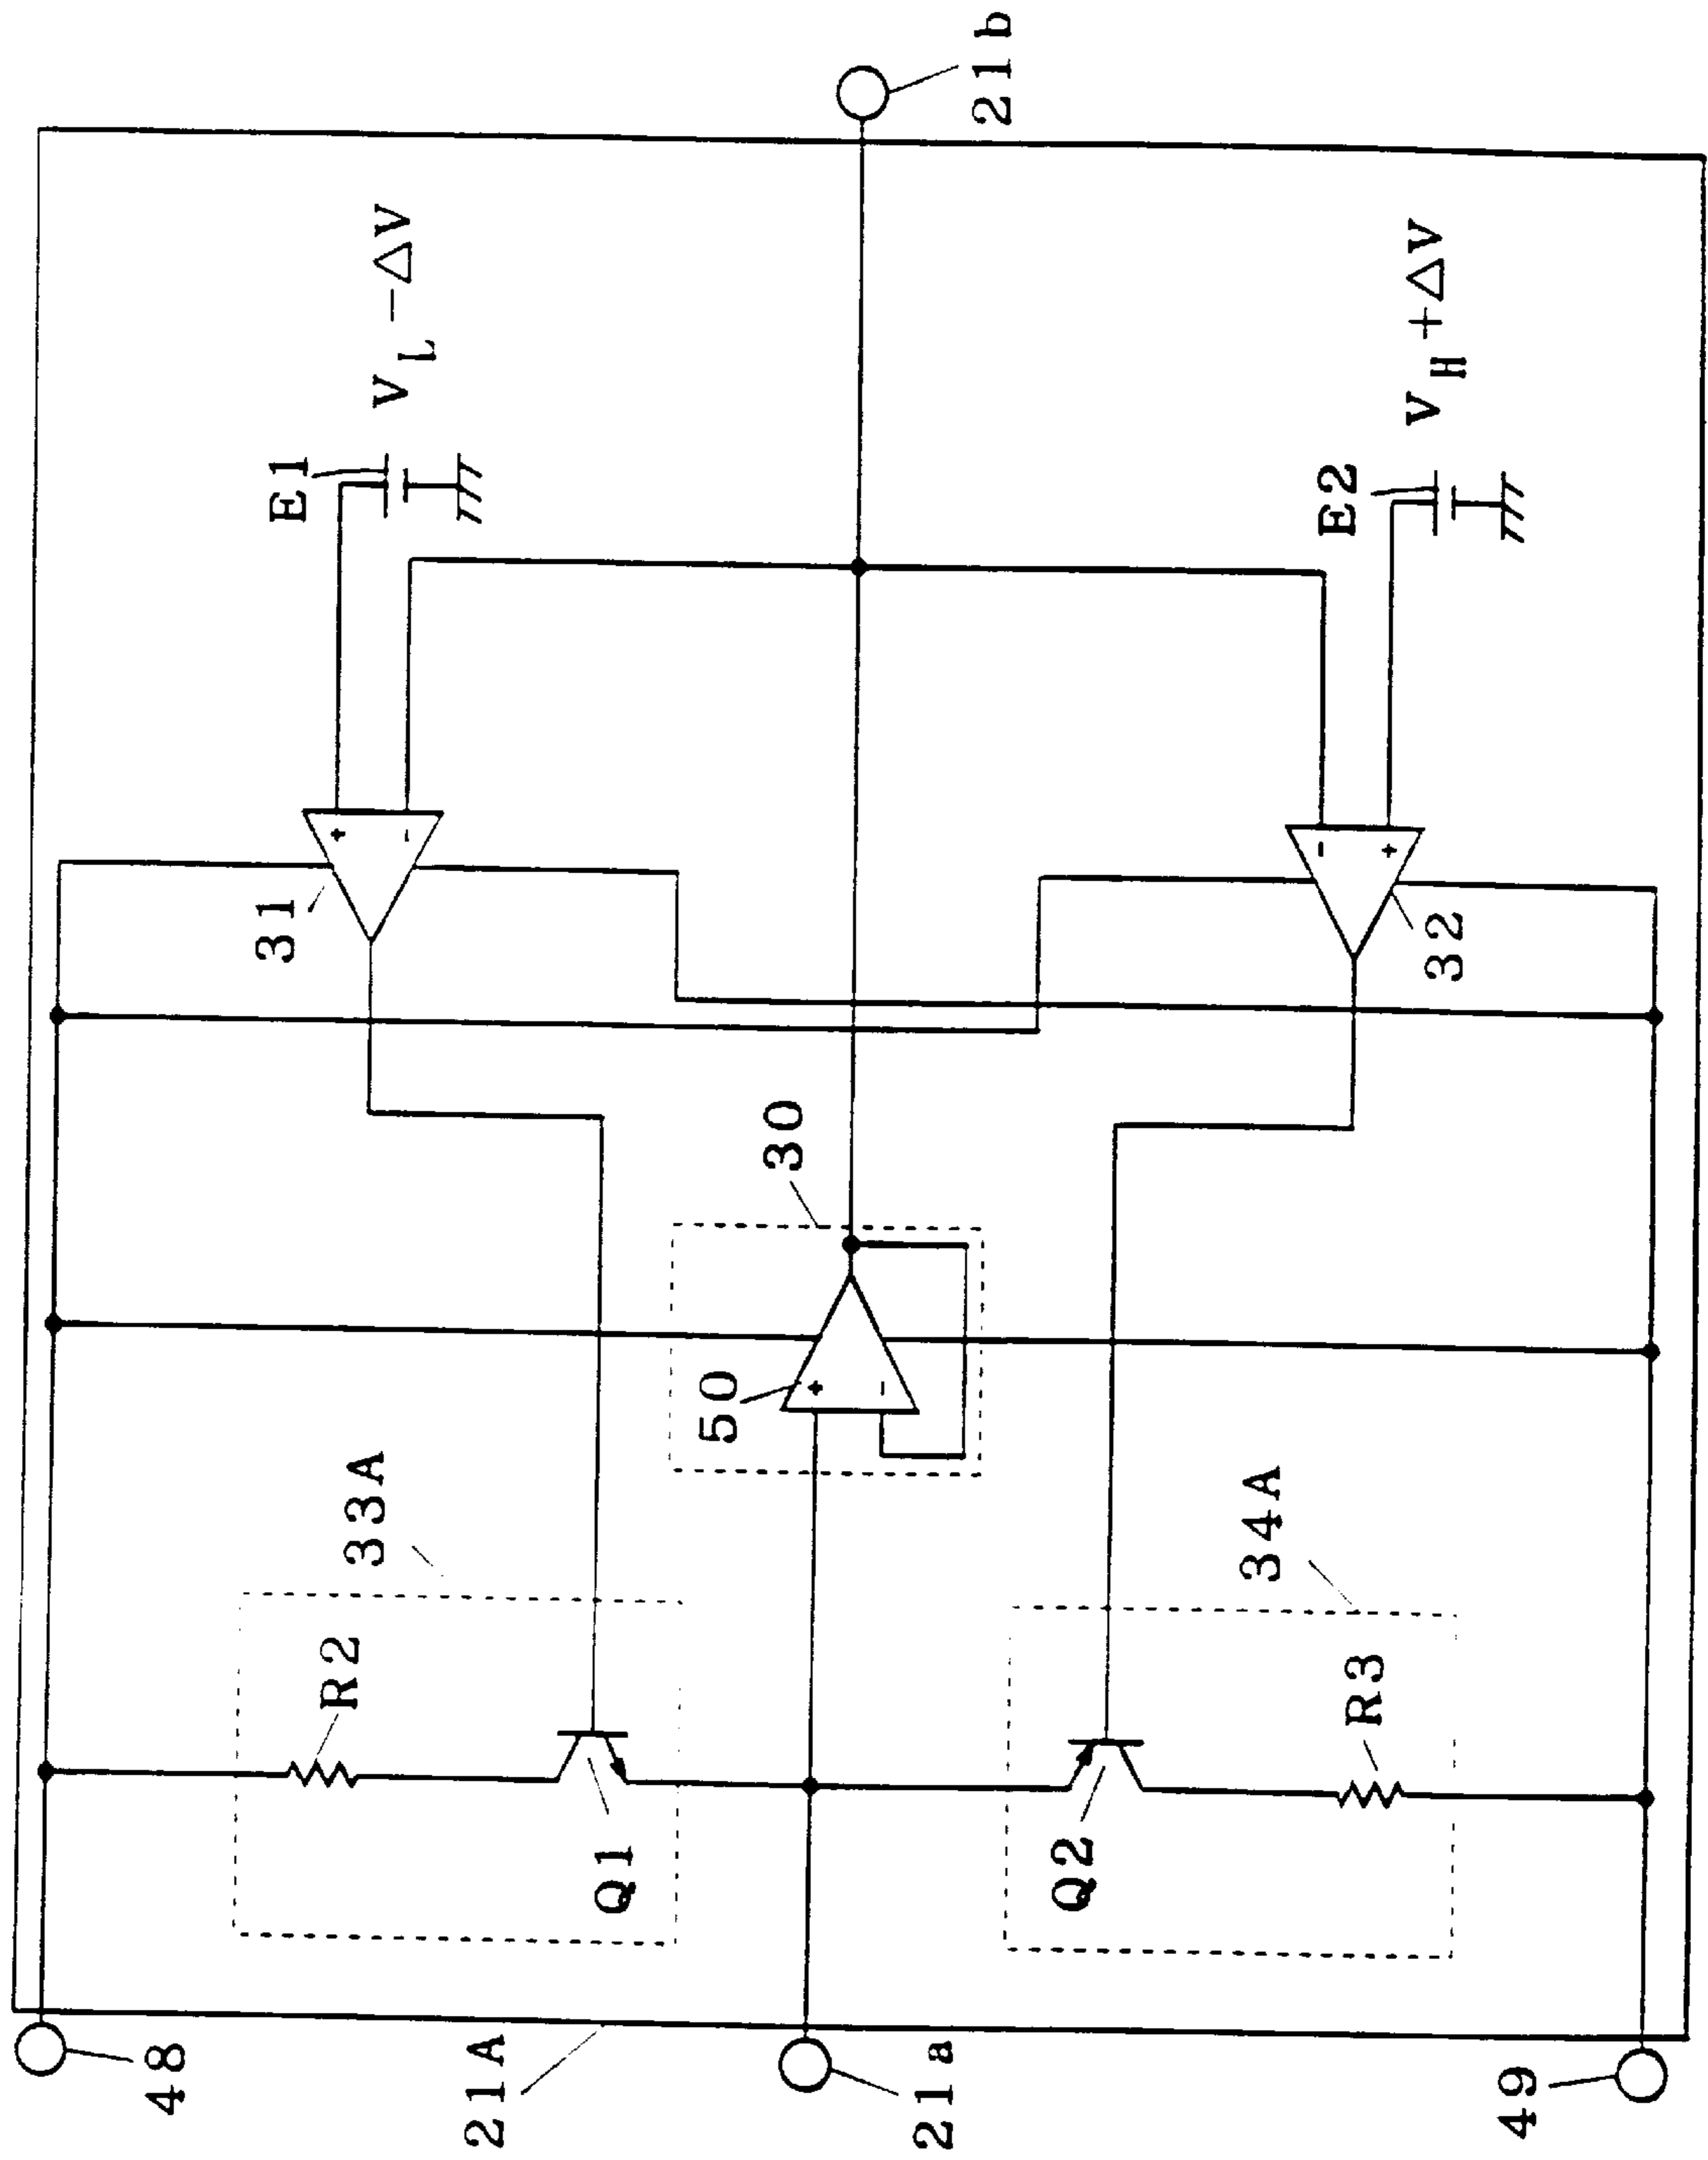 48
21A
21a
49
33A
R2
Q1
34A
Q2
R3
50
+
-
30
31
+
-
32
-
+
E1
V_L −ΔV
E2
V_H +ΔV
21b